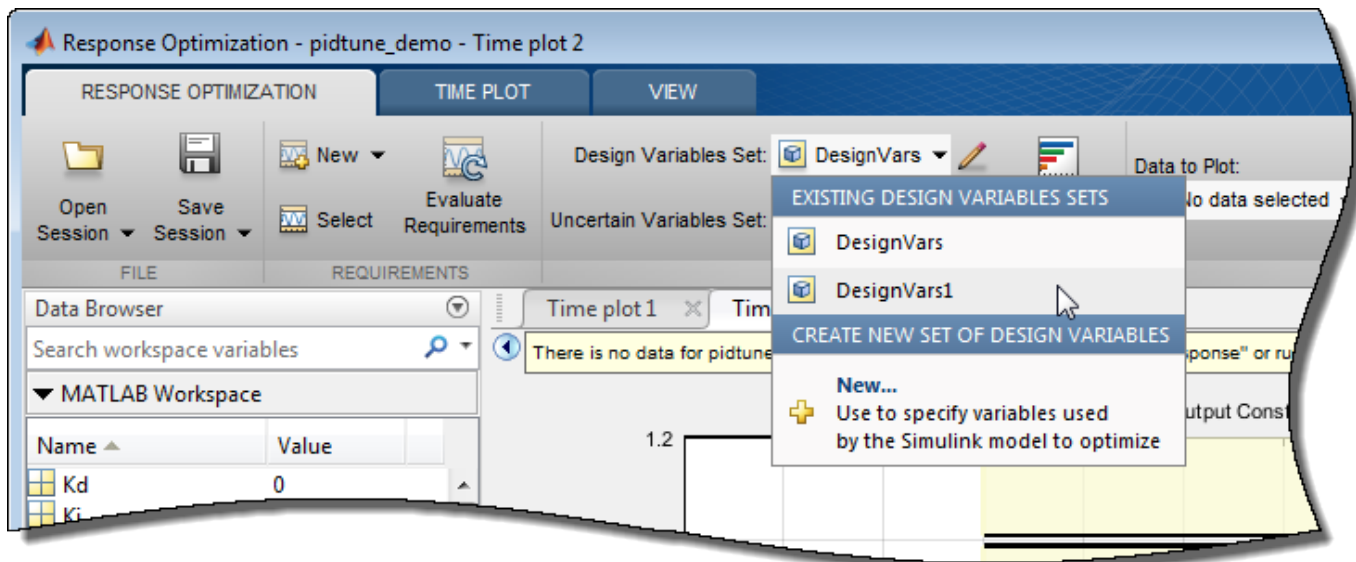 Response Optimization - pidtune_demo - Time plot 2
RESPONSE OPTIMIZATION
TIME PLOT
VIEW
Open
Session
Save
Session
FILE
New
Select
Evaluate
Requirements
REQUIREMENTS
Design Variables Set:
DesignVars
Uncertain Variables Set:
Data to Plot:
No data selected
EXISTING DESIGN VARIABLES SETS
DesignVars
DesignVars1
CREATE NEW SET OF DESIGN VARIABLES
New...
Use to specify variables used
by the Simulink model to optimize
Data Browser
Search workspace variables
MATLAB Workspace
Name
Value
Kd
0
Ki
Time plot 1
Tim
There is no data for pidtune
sponse" or ru
utput Const
1.2